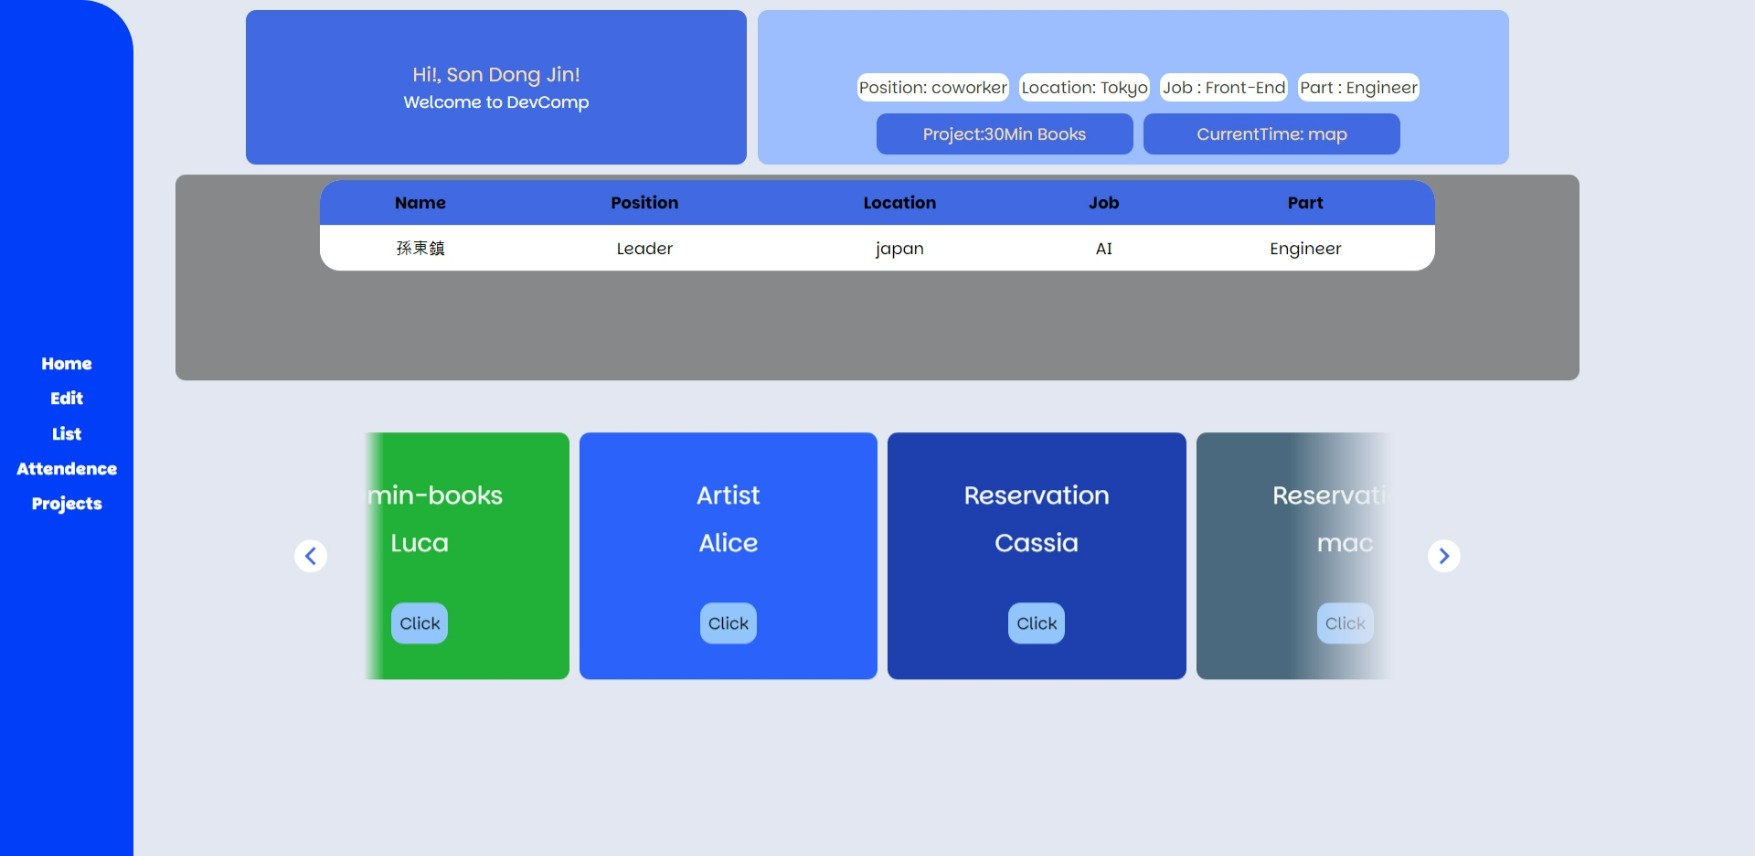 Home
Edit
List
Attendence
Projects
Hi!, Son Dong Jin!
Welcome to DevComp
Position: coworker Location: Tokyo Job : Front-End Part : Engineer
Project:30Min Books CurrentTime: map
Name Position Location Job Part
孫東鎮 Leader japan AI Engineer
min-books Artist Reservation Reservati
Luca Alice Cassia mac
Click Click Click Click